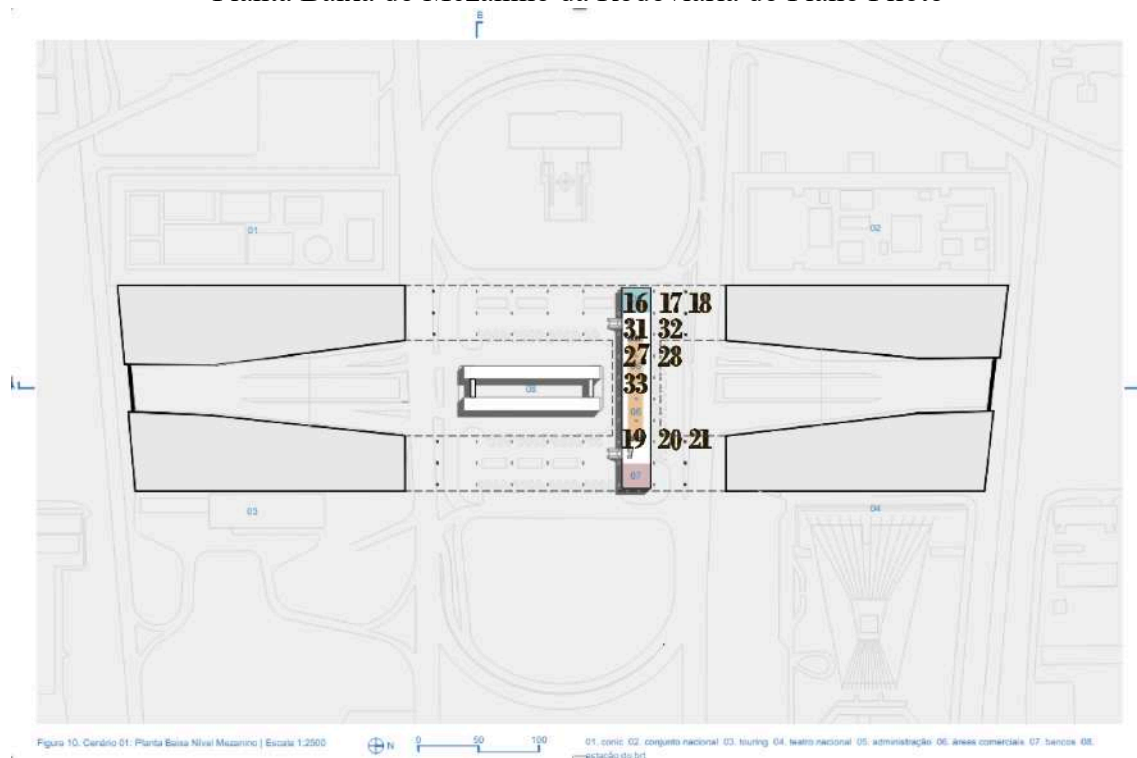 Planta Baixa do Mezanino da Rodoviária do Plano Piloto
B
01
02
16 17 18
31 32
27 28
33
08
06
19 20 21
07
03
04
Figura 10. Cenário 01: Planta Baixa Nível Mezanino | Escala 1:2500
N
0 50 100
01. conic 02. conjunto nacional 03. touring 04. teatro nacional 05. administração 06. áreas comerciais 07. bancos 08.
estação do brt